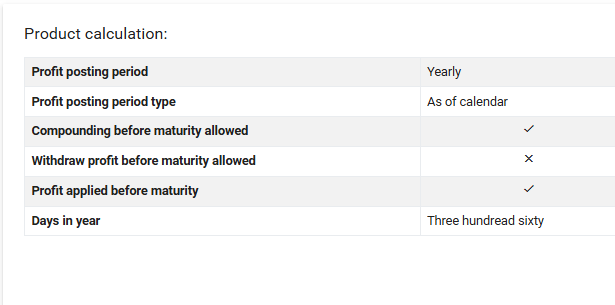 Product calculation:
Profit posting period Yearly
Profit posting period type As of calendar
Compounding before maturity allowed ✓
Withdraw profit before maturity allowed ✕
Profit applied before maturity ✓
Days in year Three hundread sixty